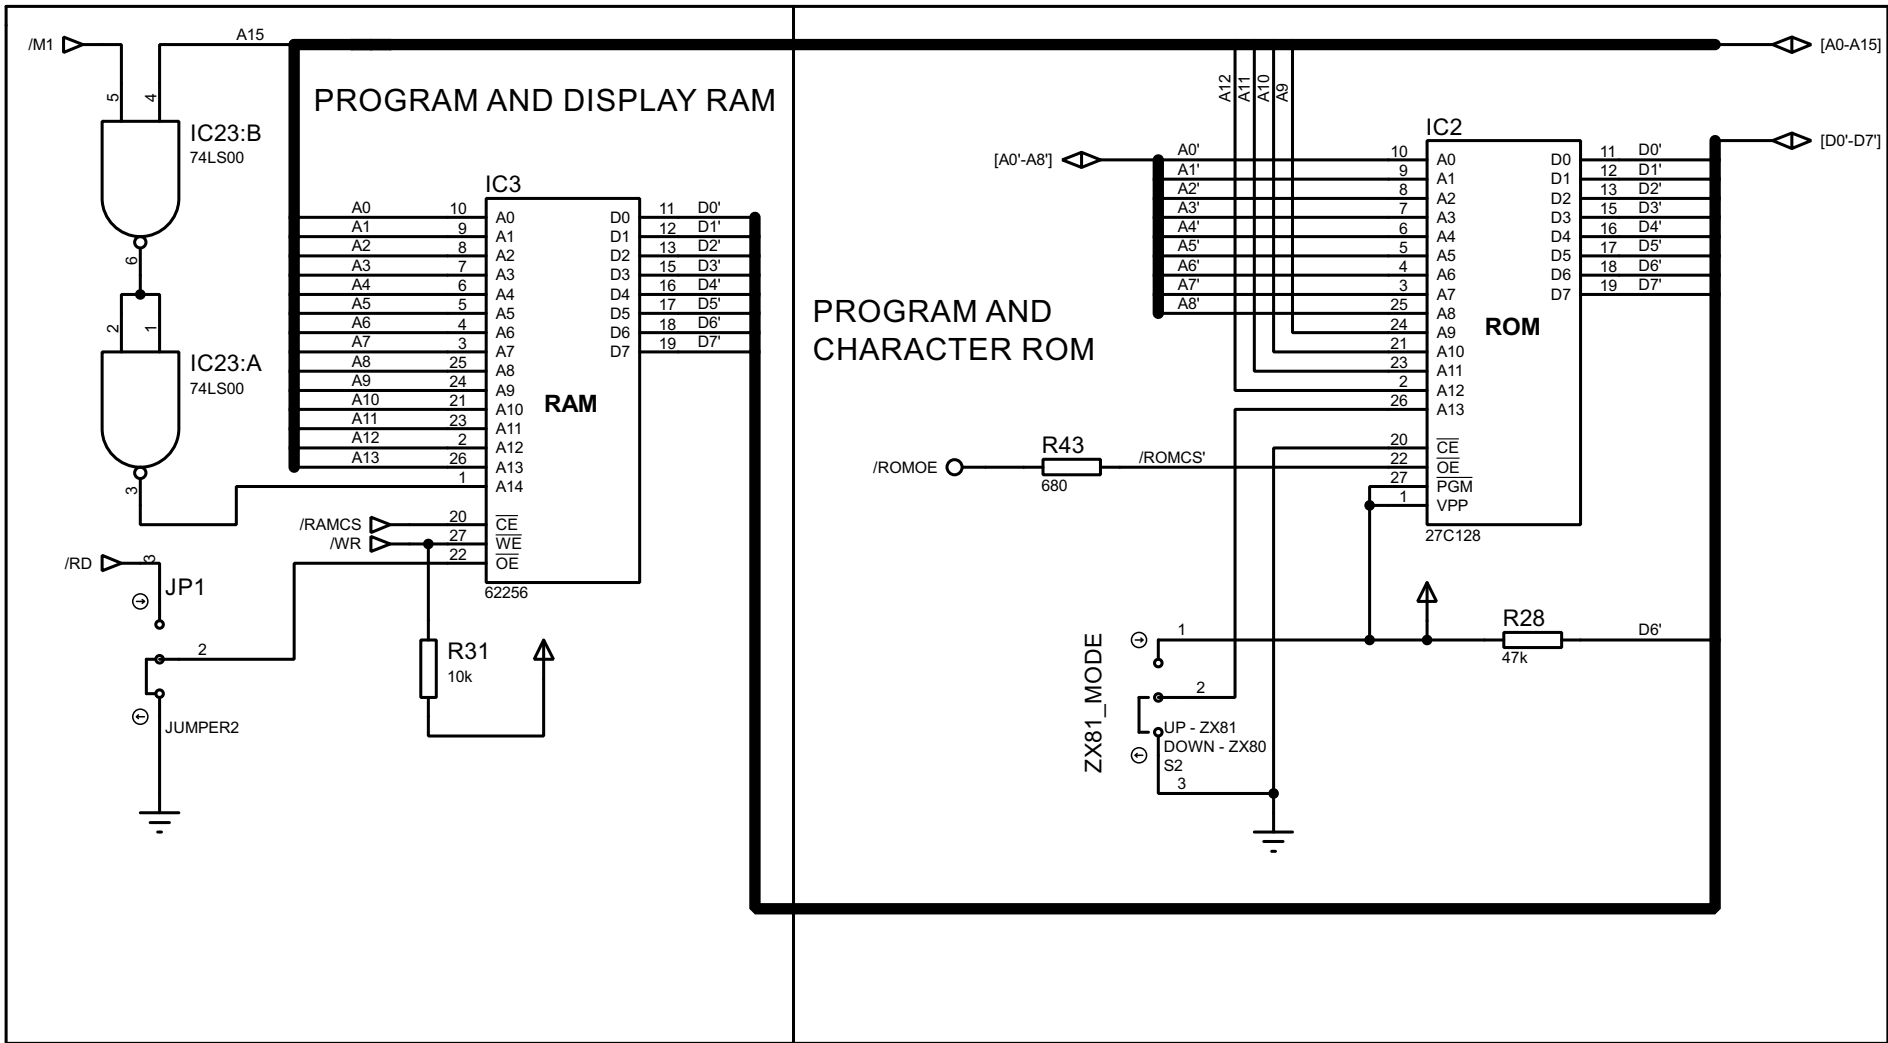 /M1
A15
[A0-A15]
5
4
IC23:B
74LS00
6
2
1
IC23:A
74LS00
3
PROGRAM AND DISPLAY RAM
IC3
A0 10 A0 D0 11 D0'
A1 9 A1 D1 12 D1'
A2 8 A2 D2 13 D2'
A3 7 A3 D3 15 D3'
A4 6 A4 D4 16 D4'
A5 5 A5 D5 17 D5'
A6 4 A6 D6 18 D6'
A7 3 A7 D7 19 D7'
A8 25 A8
A9 24 A9
A10 21 A10
A11 23 A11
A12 2 A12
A13 26 A13
1 A14
RAM
/RAMCS 20 CE
/WR 27 WE
22 OE
62256
/RD
3
JP1
2
JUMPER2
R31
10k
A12
A11
A10
A9
[A0'-A8']
[D0'-D7']
IC2
A0' 10 A0 D0 11 D0'
A1' 9 A1 D1 12 D1'
A2' 8 A2 D2 13 D2'
A3' 7 A3 D3 15 D3'
A4' 6 A4 D4 16 D4'
A5' 5 A5 D5 17 D5'
A6' 4 A6 D6 18 D6'
A7' 3 A7 D7 19 D7'
A8' 25 A8
24 A9
21 A10
23 A11
2 A12
26 A13
ROM
PROGRAM AND
CHARACTER ROM
20 CE
/ROMOE
R43
680
/ROMCS'
22 OE
27 PGM
1 VPP
27C128
ZX81_MODE
1
2
UP - ZX81
DOWN - ZX80
S2
3
R28
47k
D6'